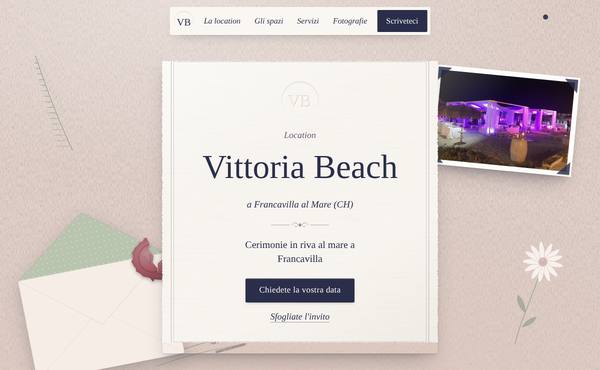 VB
La location
Gli spazi
Servizi
Fotografie
Scriveteci
VB
Location
Vittoria Beach
a Francavilla al Mare (CH)
Cerimonie in riva al mare a
Francavilla
Chiedete la vostra data
Sfogliate l'invito